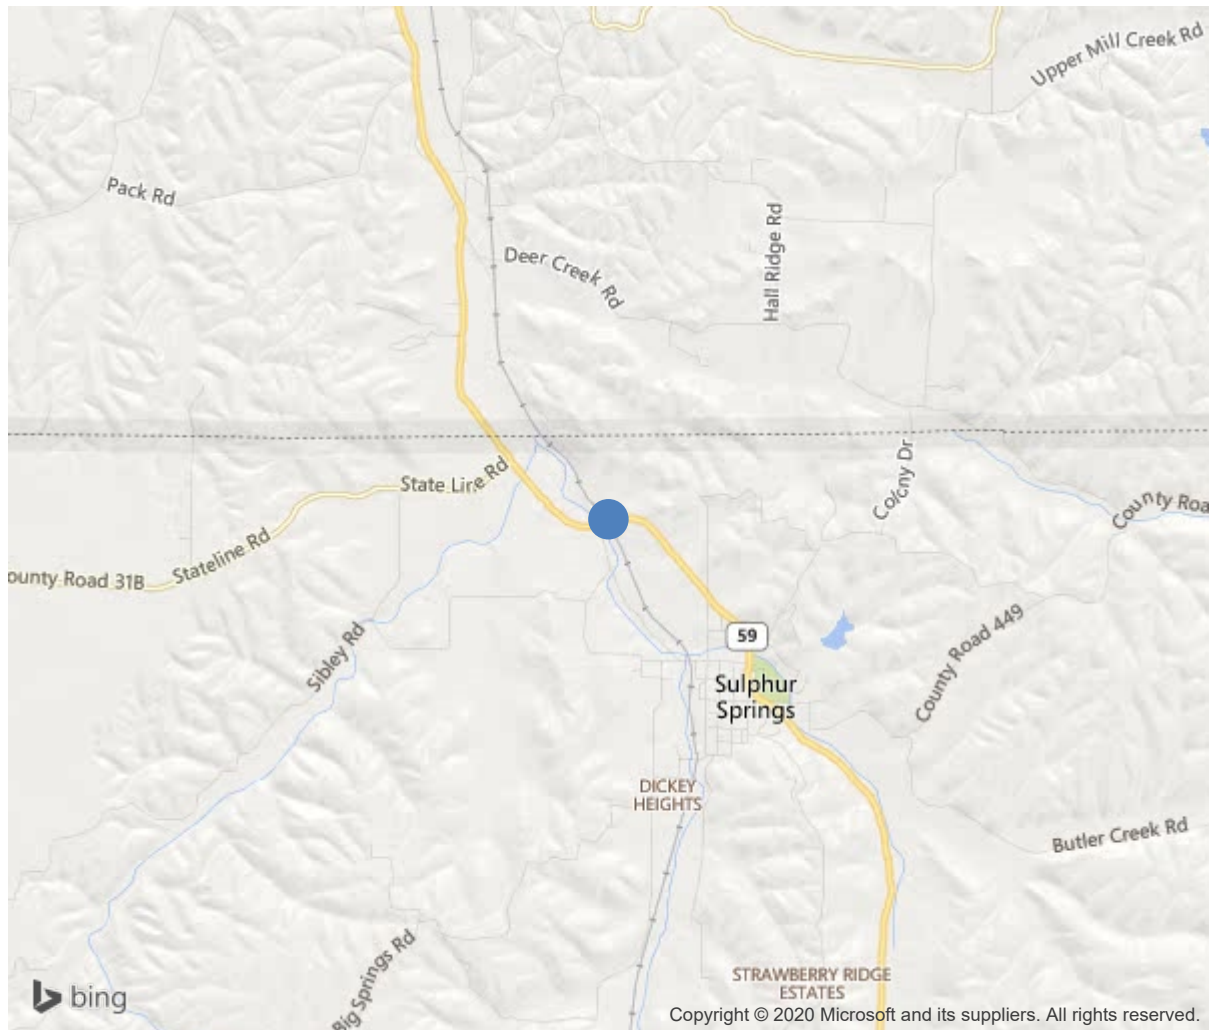 Upper Mill Creek Rd
Pack Rd
Hall Ridge Rd
Deer Creek Rd
State Line Rd
Colony Dr
County Roa
Stateline Rd
ounty Road 31B
59
County Road 449
Sibley Rd
Sulphur
Springs
DICKEY
HEIGHTS
Butler Creek Rd
Big Springs Rd
STRAWBERRY RIDGE
ESTATES
bing
Copyright © 2020 Microsoft and its suppliers. All rights reserved.